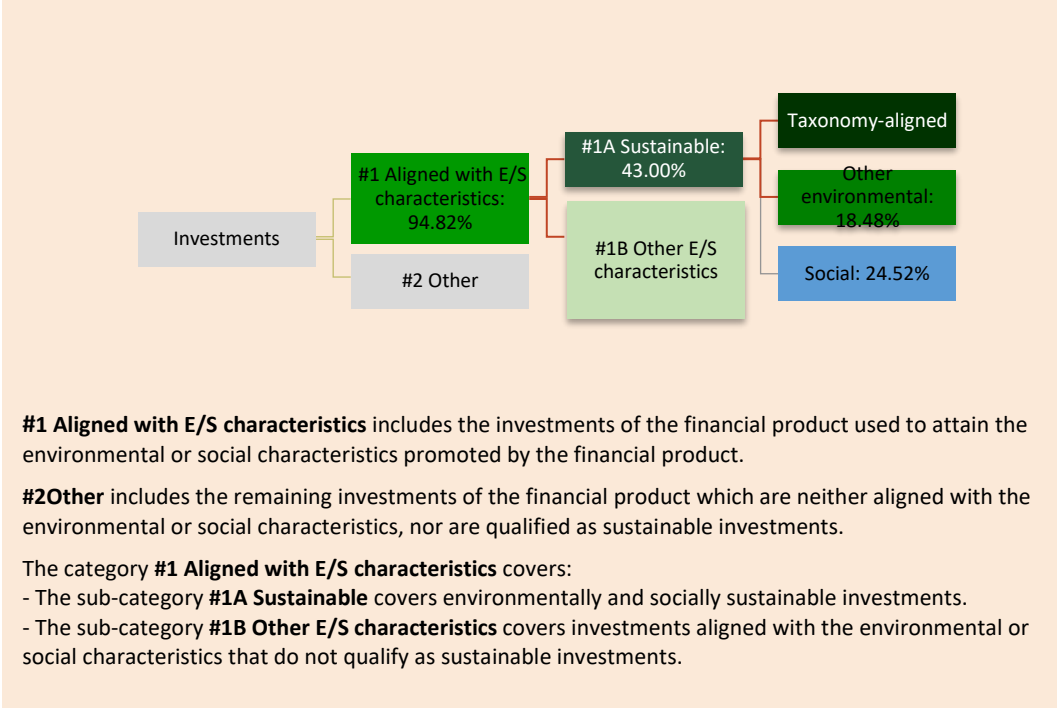 Investments
#1 Aligned with E/S
characteristics:
94.82%
#2 Other
#1A Sustainable:
43.00%
#1B Other E/S
characteristics
Taxonomy-aligned
Other
environmental:
18.48%
Social: 24.52%
#1 Aligned with E/S characteristics includes the investments of the financial product used to attain the
environmental or social characteristics promoted by the financial product.
#2Other includes the remaining investments of the financial product which are neither aligned with the
environmental or social characteristics, nor are qualified as sustainable investments.
The category #1 Aligned with E/S characteristics covers:
- The sub-category #1A Sustainable covers environmentally and socially sustainable investments.
- The sub-category #1B Other E/S characteristics covers investments aligned with the environmental or
social characteristics that do not qualify as sustainable investments.